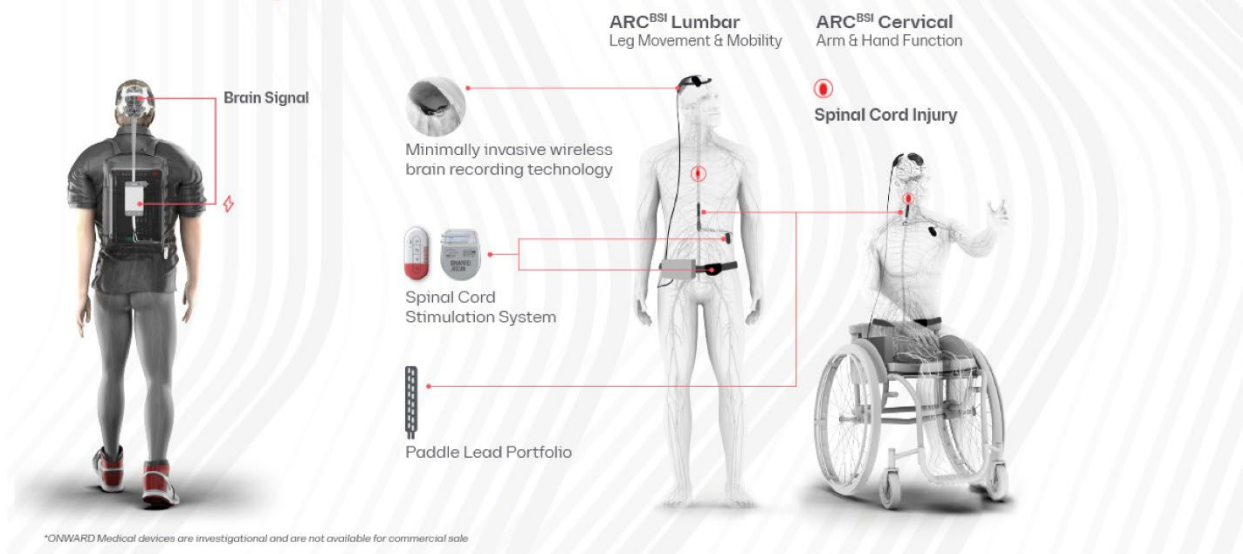 ARCBSI Lumbar
Leg Movement & Mobility
ARCBSI Cervical
Arm & Hand Function
Brain Signal
Spinal Cord Injury
Minimally invasive wireless
brain recording technology
Spinal Cord
Stimulation System
Paddle Lead Portfolio
*ONWARD Medical devices are investigational and are not available for commercial sale